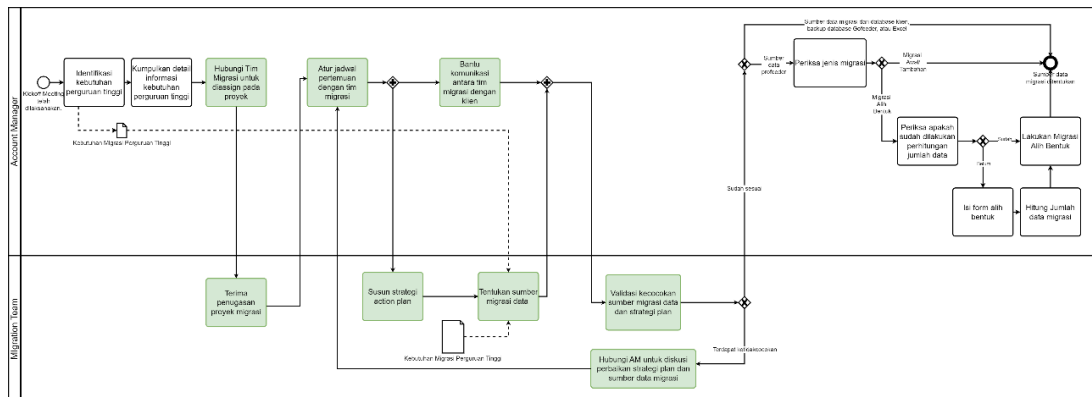 Account Manager
Kickoff Meeting
telah
dilaksanakan
Identifikasi
kebutuhan
perguruan tinggi
Kumpulkan detail
informasi
kebutuhan
perguruan tinggi
Hubungi Tim
Migrasi untuk
diassign pada
proyek
Atur jadwal
pertemuan
dengan tim
migrasi
Bantu
komunikasi
antara tim
migrasi dengan
klien
Kebutuhan Migrasi Perguruan Tinggi
Sumber data migrasi dari database klien,
backup database Gofeeder, atau Excel
Sumber
data
Periksa jenis migrasi
Migrasi
Tambahan
Sumber data
migrasi ditentukan
Migrasi
Alih
Bentuk
Periksa apakah
sudah dilakukan
perhitungan
jumlah data
Sudah
Belum
Lakukan Migrasi
Alih Bentuk
Isi form alih
bentuk
Hitung Jumlah
data migrasi
Sudah sesuai
Migration Team
Terima
penugasan
proyek migrasi
Susun strategi
action plan
Tentukan sumber
migrasi data
Kebutuhan Migrasi Perguruan Tinggi
Validasi kecocokan
sumber migrasi data
dan strategi plan
Terdapat ketidakcocokan
Hubungi AM untuk diskusi
perbaikan strategi plan dan
sumber data migrasi